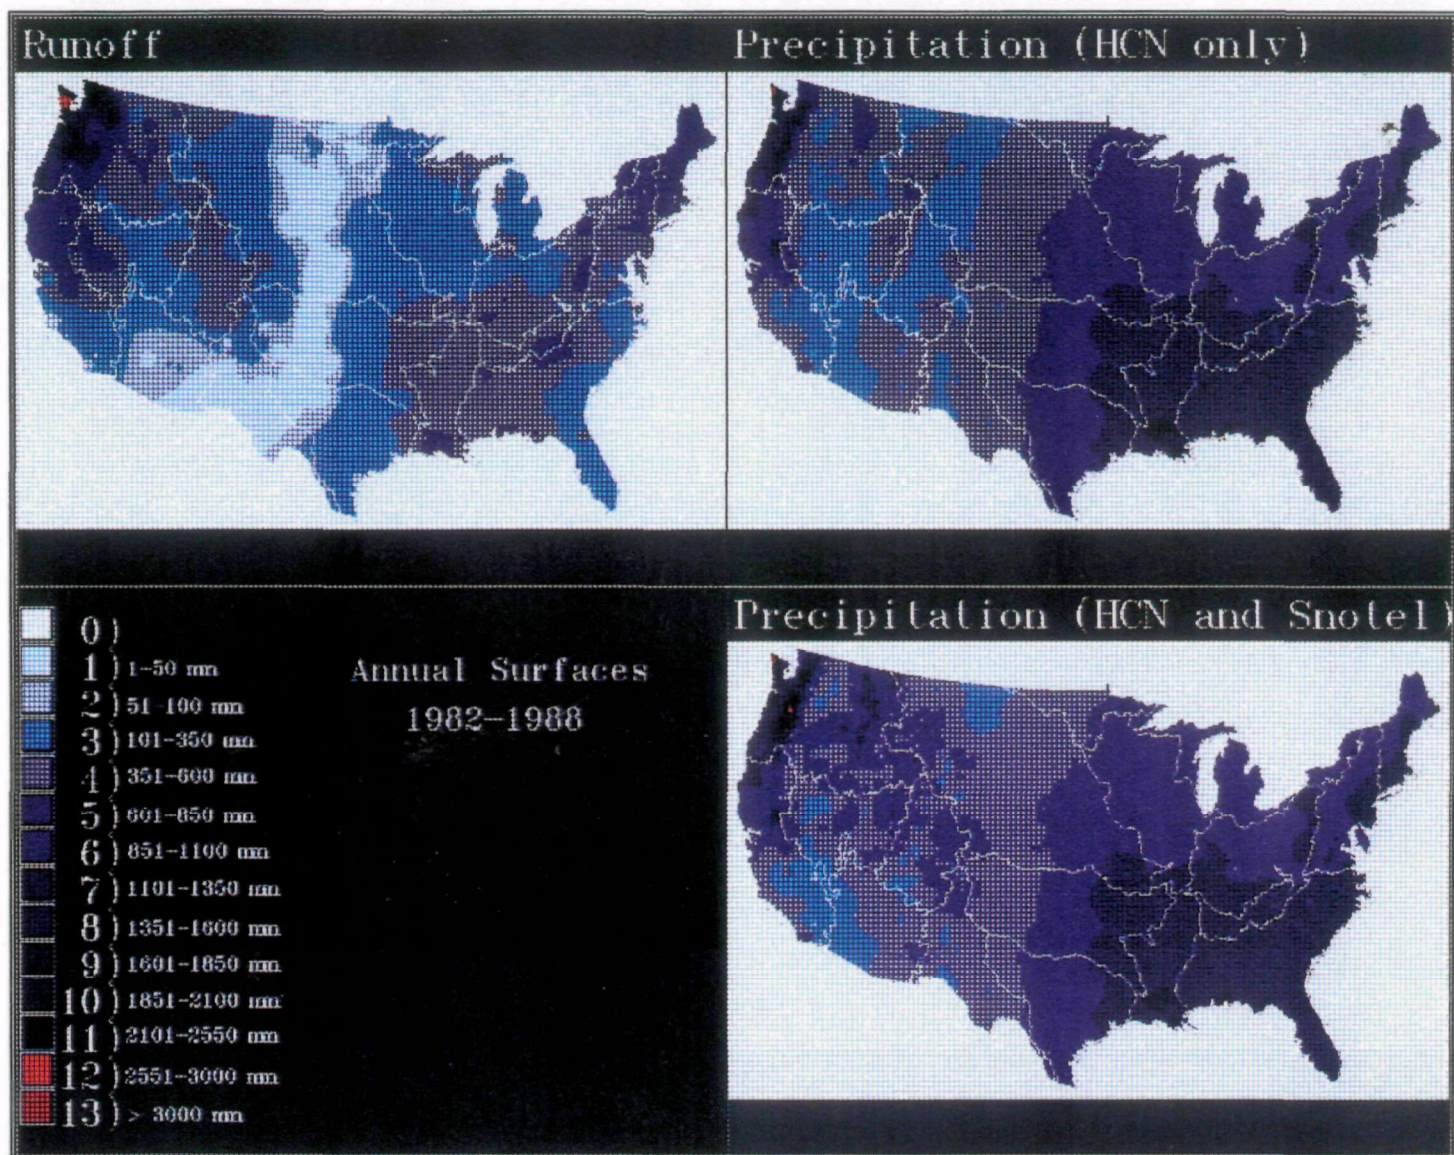 Runoff
Precipitation (HCN only)
0)
1) 1-50 mm
2) 51-100 mm
3) 101-350 mm
4) 351-600 mm
5) 601-850 mm
6) 851-1100 mm
7) 1101-1350 mm
8) 1351-1600 mm
9) 1601-1850 mm
10) 1851-2100 mm
11) 2101-2550 mm
12) 2551-3000 mm
13) > 3000 mm
Annual Surfaces
1982-1988
Precipitation (HCN and Snotel)